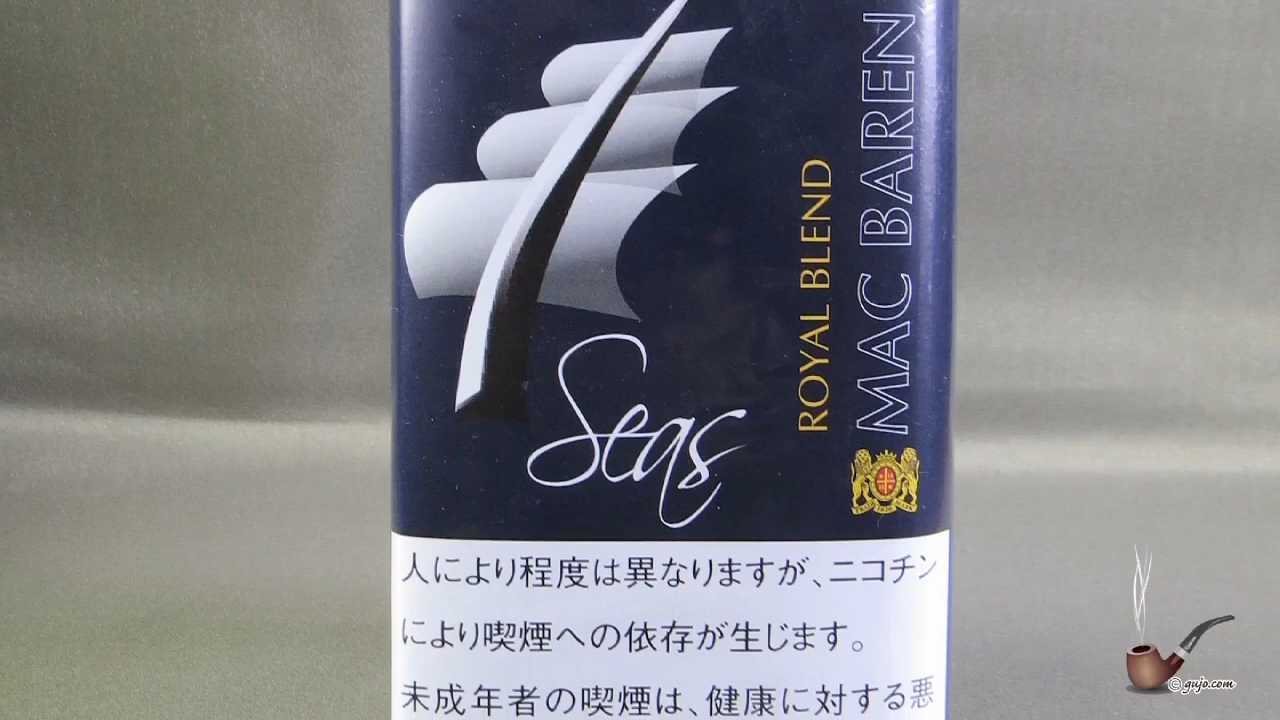 Seas
ROYAL BLEND
MAC BAREN
人により程度は異なりますが、ニコチン
により喫煙への依存が生じます。
未成年者の喫煙は、健康に対する悪
© gujo.com